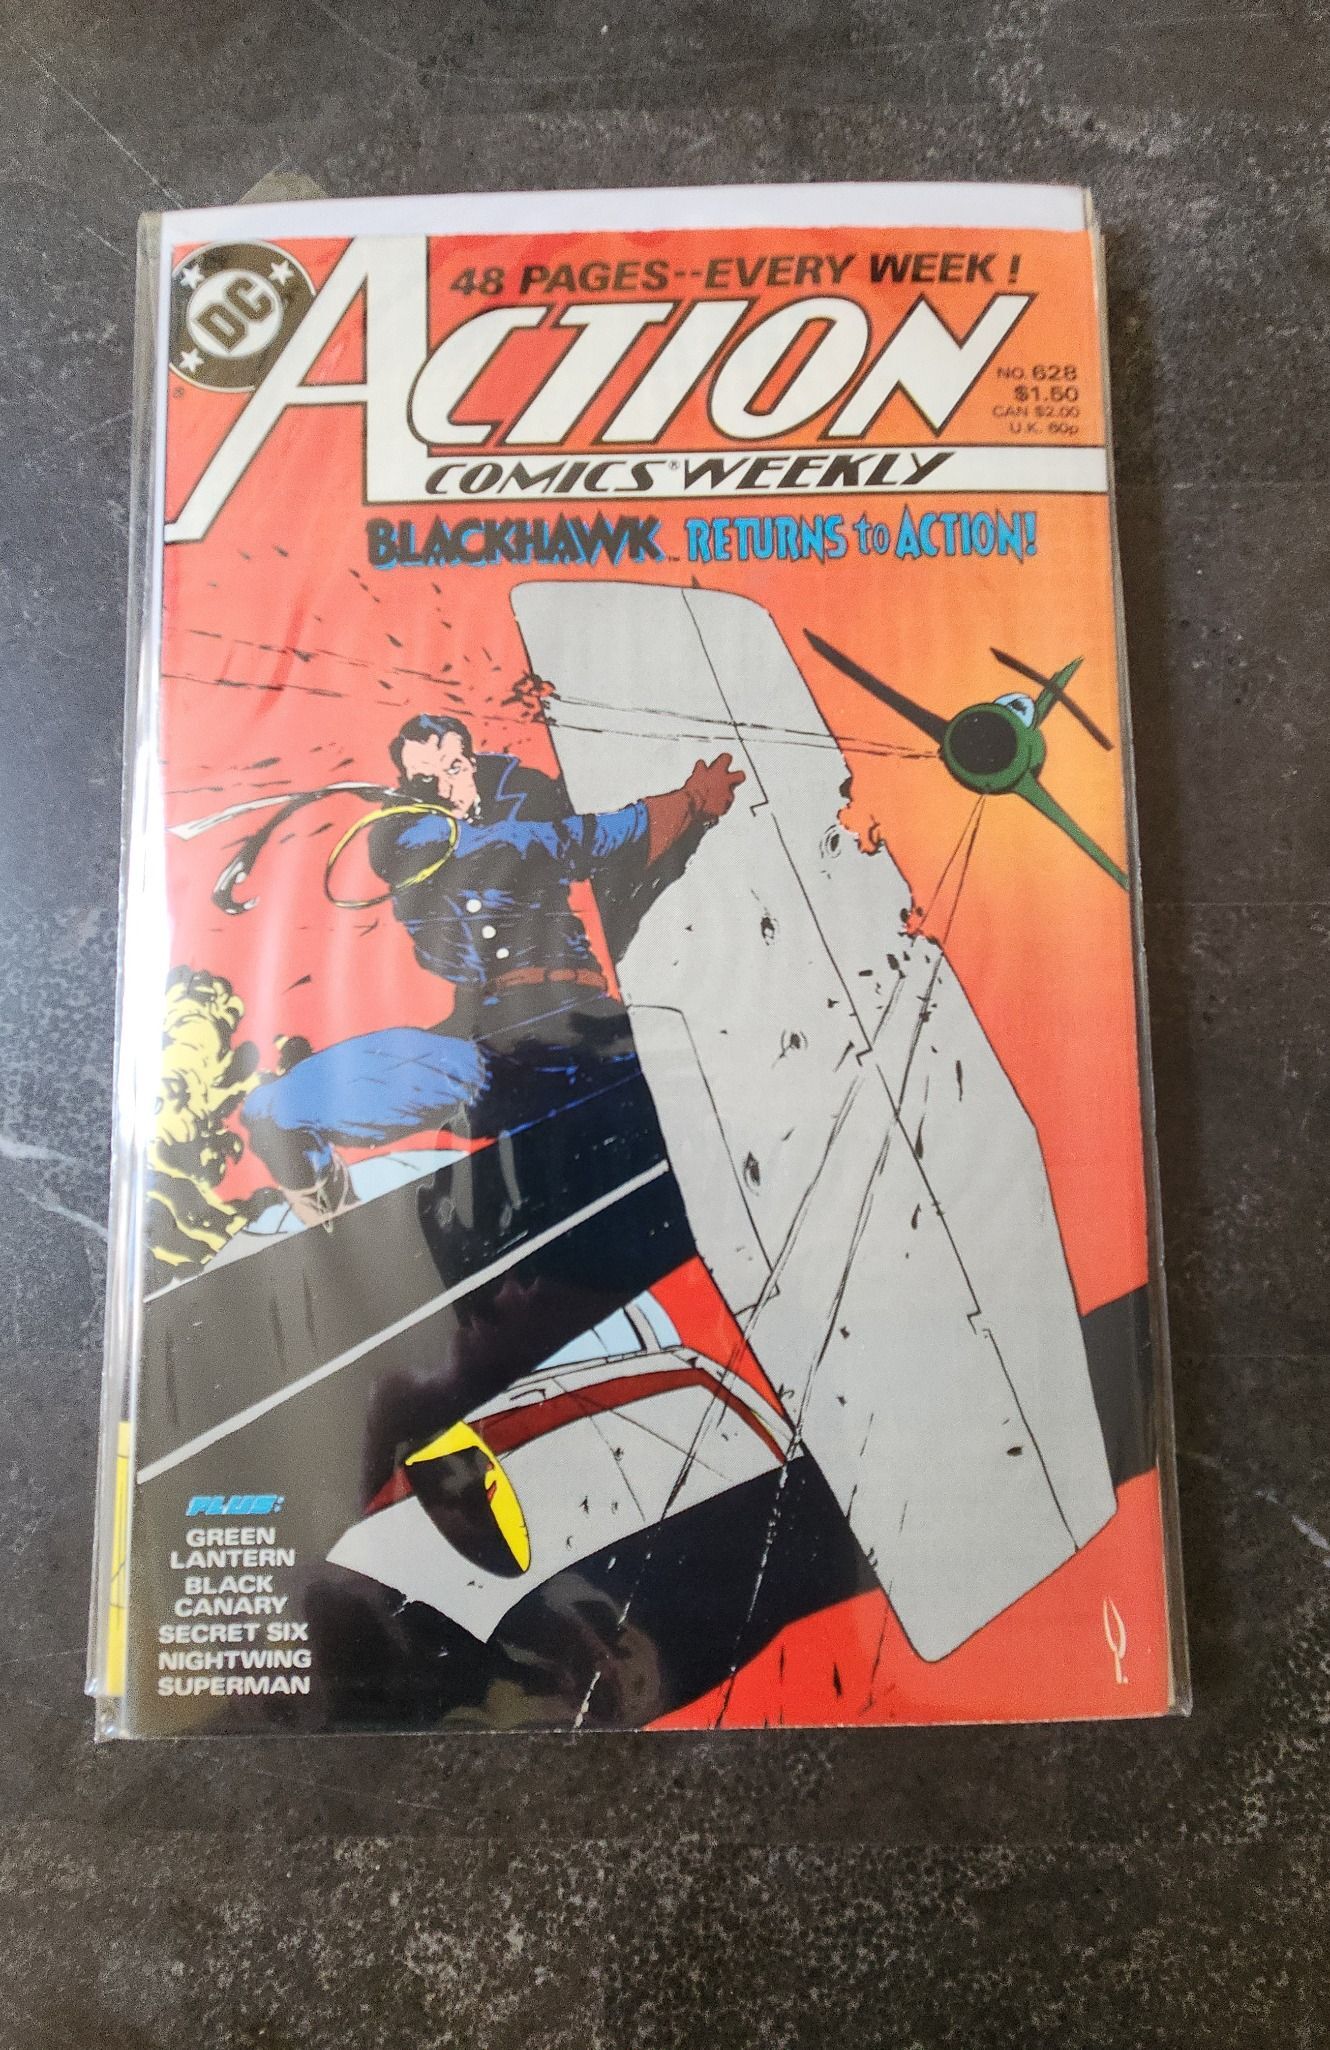 DC
48 PAGES--EVERY WEEK!
ACTION
COMICS® WEEKLY
NO. 628
$1.50
CAN $2.00
U.K. 60p
BLACKHAWK™ RETURNS to ACTION!
PLUS:
GREEN
LANTERN
BLACK
CANARY
SECRET SIX
NIGHTWING
SUPERMAN